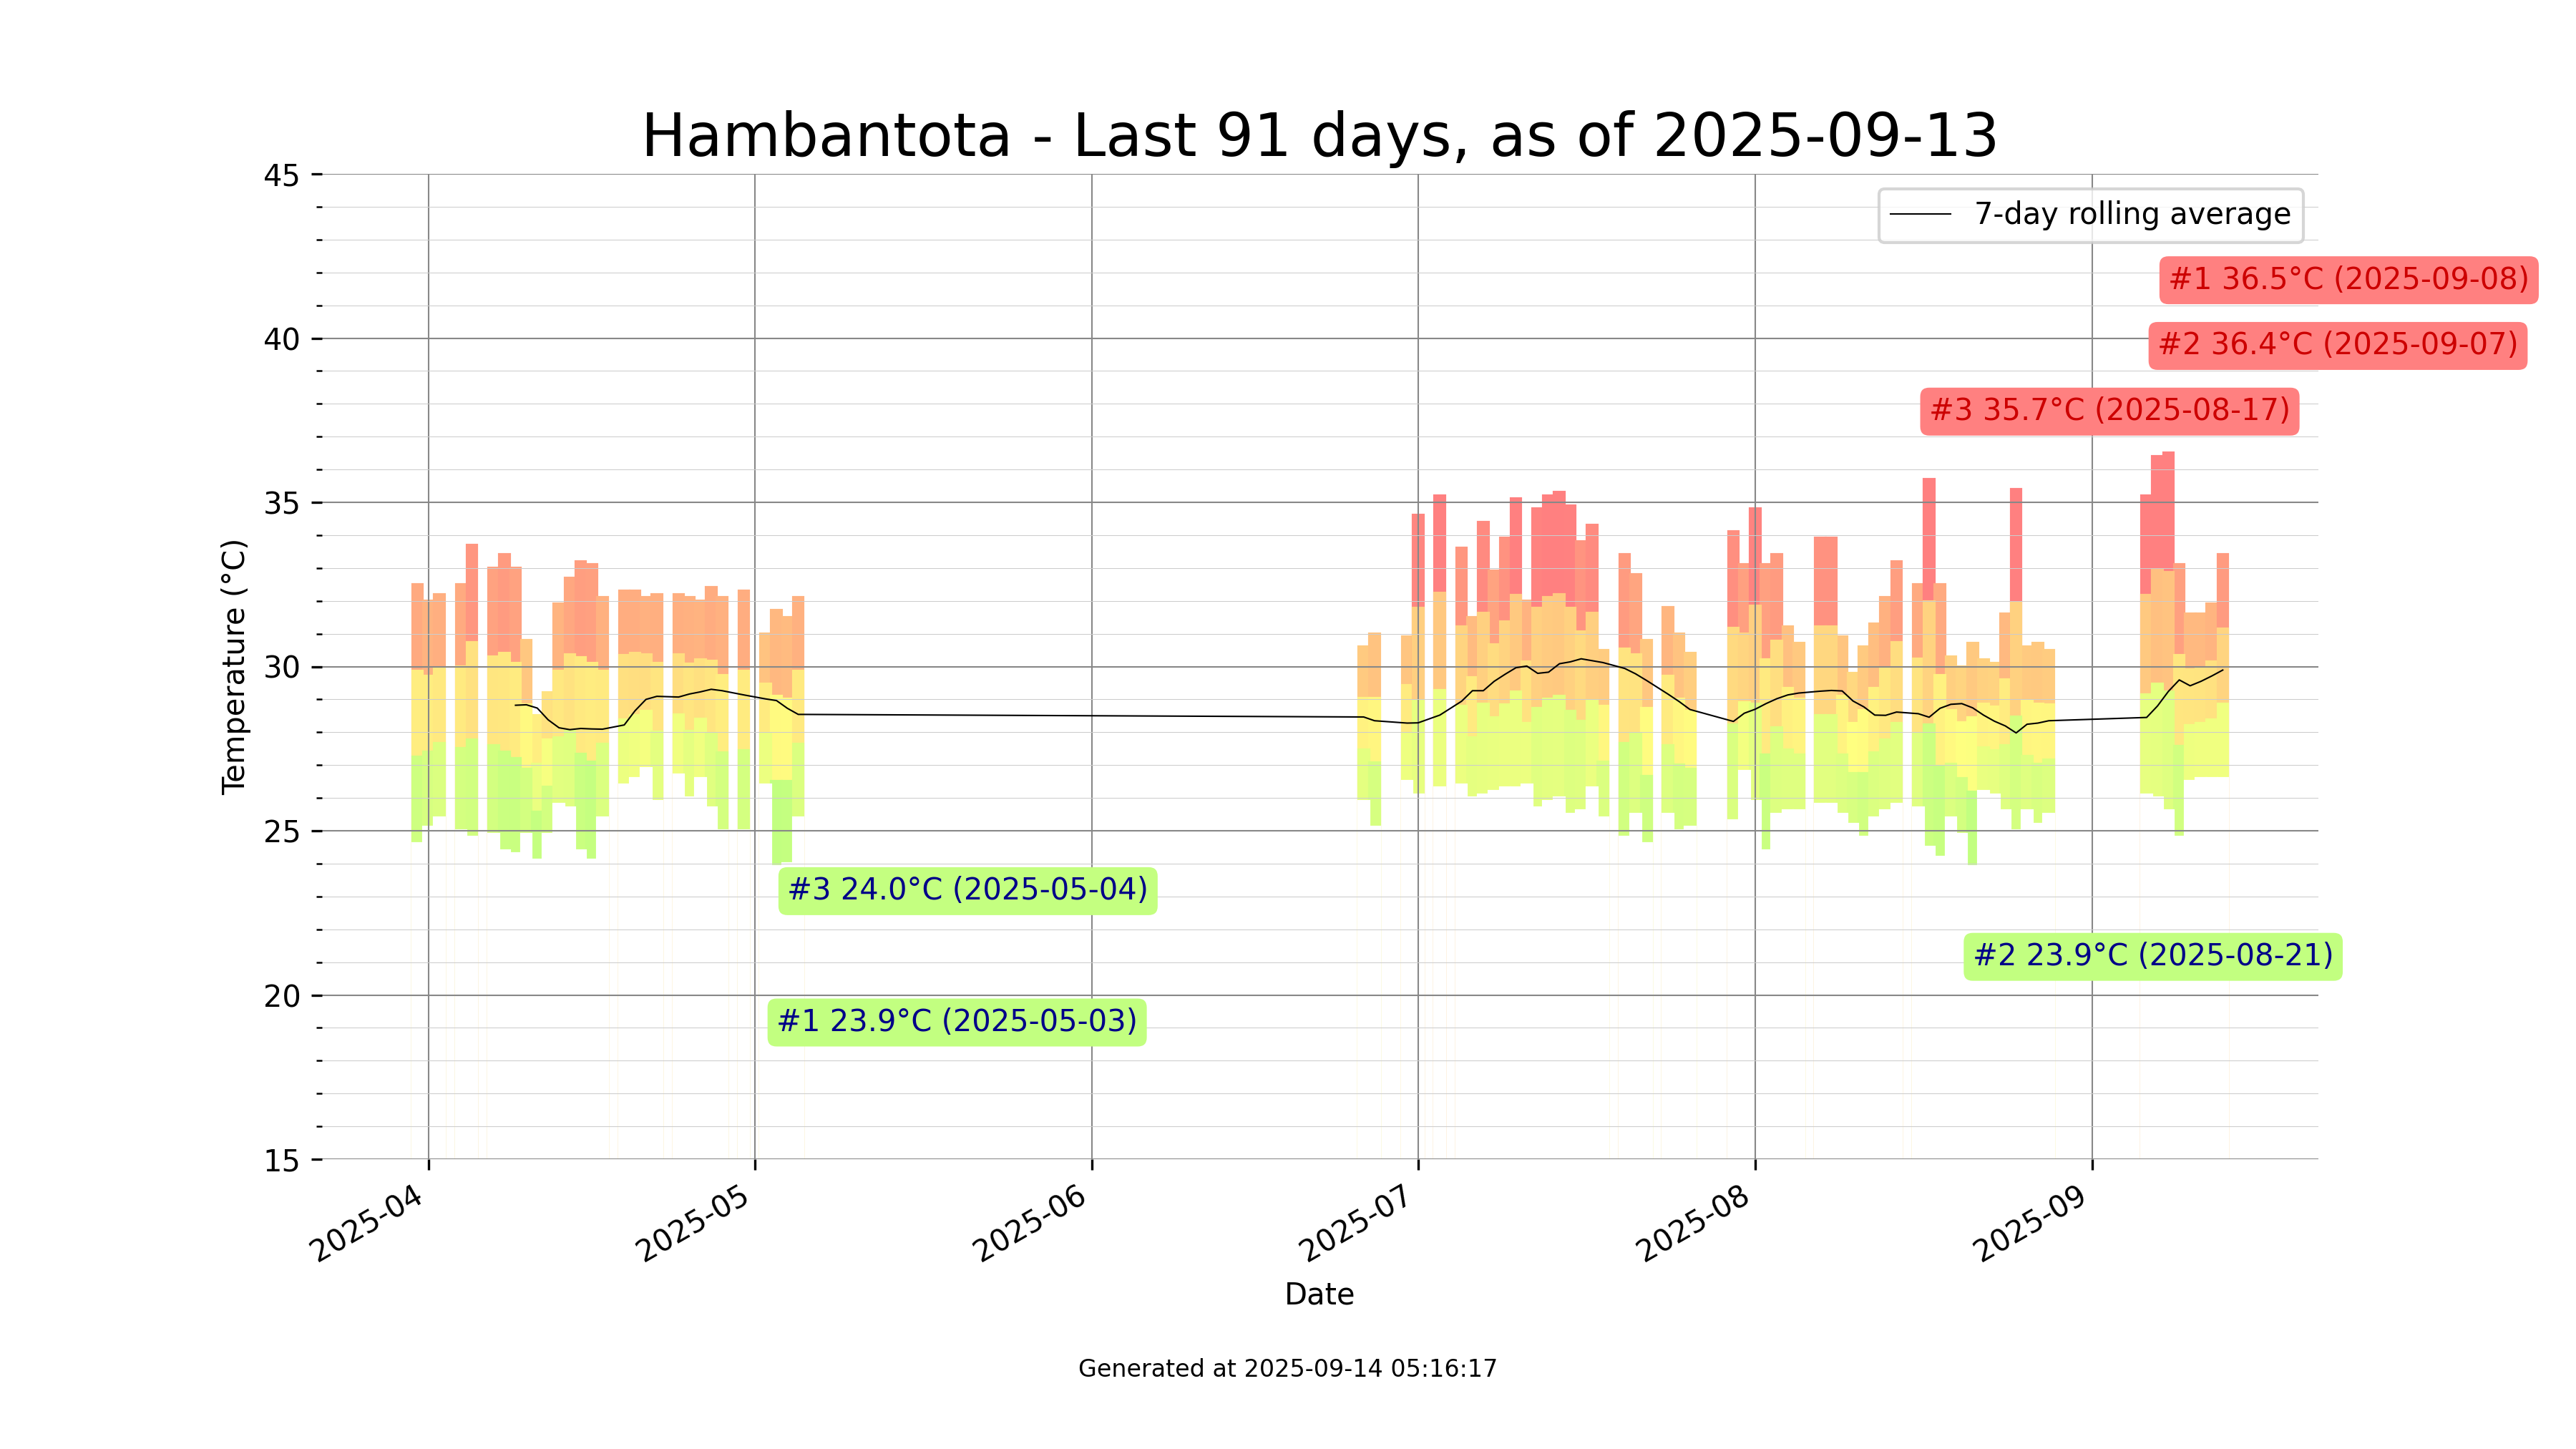 Hambantota - Last 91 days, as of 2025-09-13
45
40
35
30
25
20
15
Temperature (°C)
7-day rolling average
#1 36.5°C (2025-09-08)
#2 36.4°C (2025-09-07)
#3 35.7°C (2025-08-17)
#3 24.0°C (2025-05-04)
#2 23.9°C (2025-08-21)
#1 23.9°C (2025-05-03)
2025-04
2025-05
2025-06
2025-07
2025-08
2025-09
Date
Generated at 2025-09-14 05:16:17